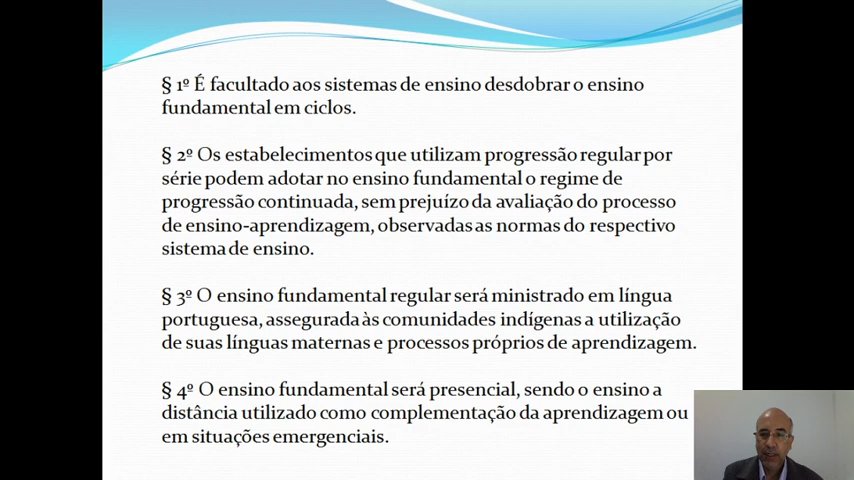 § 1º É facultado aos sistemas de ensino desdobrar o ensino
fundamental em ciclos.
§ 2º Os estabelecimentos que utilizam progressão regular por
série podem adotar no ensino fundamental o regime de
progressão continuada, sem prejuízo da avaliação do processo
de ensino-aprendizagem, observadas as normas do respectivo
sistema de ensino.
§ 3º O ensino fundamental regular será ministrado em língua
portuguesa, assegurada às comunidades indígenas a utilização
de suas línguas maternas e processos próprios de aprendizagem.
§ 4º O ensino fundamental será presencial, sendo o ensino a
distância utilizado como complementação da aprendizagem ou
em situações emergenciais.